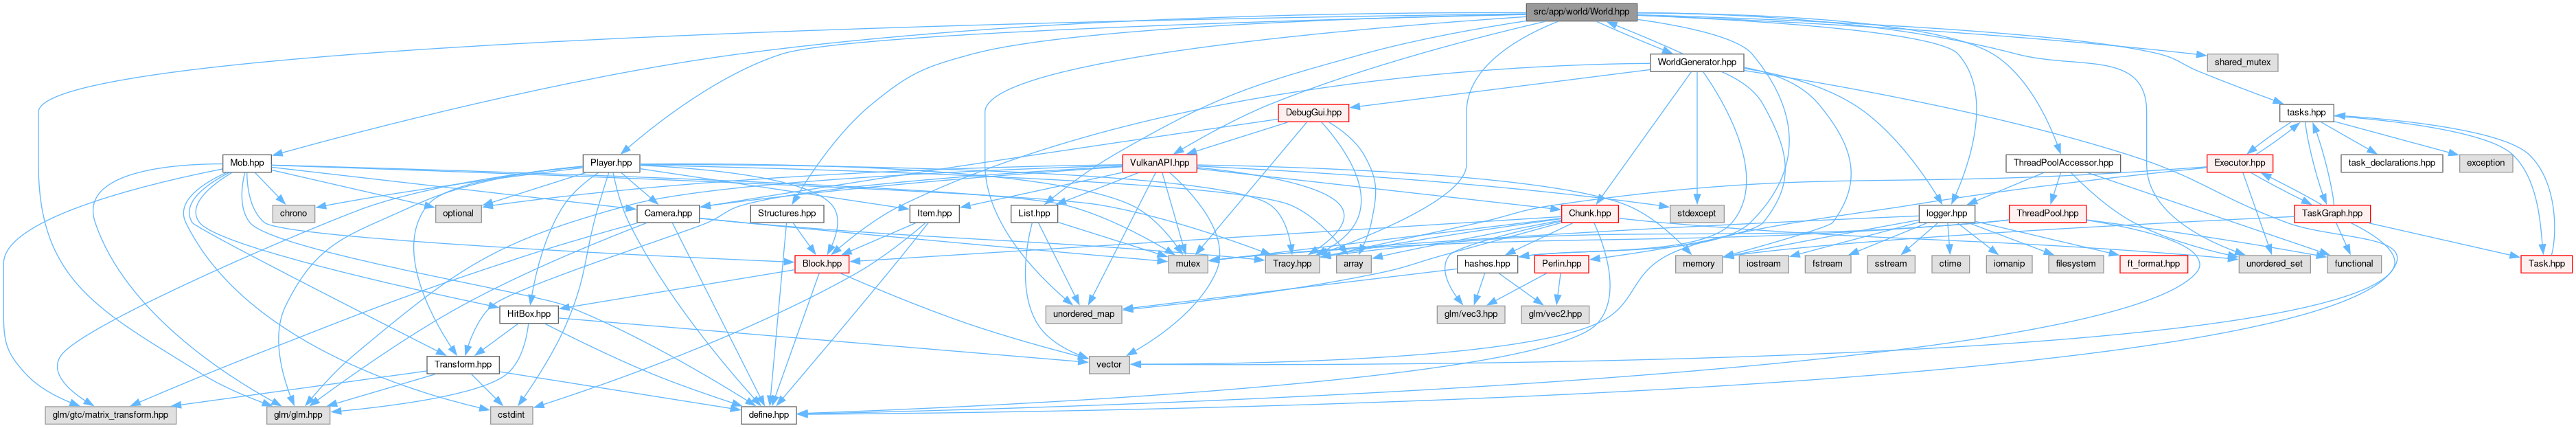 src/app/world/World.hpp
WorldGenerator.hpp
shared_mutex
DebugGui.hpp
tasks.hpp
Mob.hpp
Player.hpp
VulkanAPI.hpp
ThreadPoolAccessor.hpp
Executor.hpp
task_declarations.hpp
exception
chrono
optional
Camera.hpp
Structures.hpp
Item.hpp
List.hpp
Chunk.hpp
stdexcept
logger.hpp
ThreadPool.hpp
TaskGraph.hpp
Block.hpp
mutex
Tracy.hpp
array
hashes.hpp
Perlin.hpp
memory
iostream
fstream
sstream
ctime
iomanip
filesystem
ft_format.hpp
unordered_set
functional
Task.hpp
HitBox.hpp
unordered_map
glm/vec3.hpp
glm/vec2.hpp
Transform.hpp
vector
glm/gtc/matrix_transform.hpp
glm/glm.hpp
cstdint
define.hpp